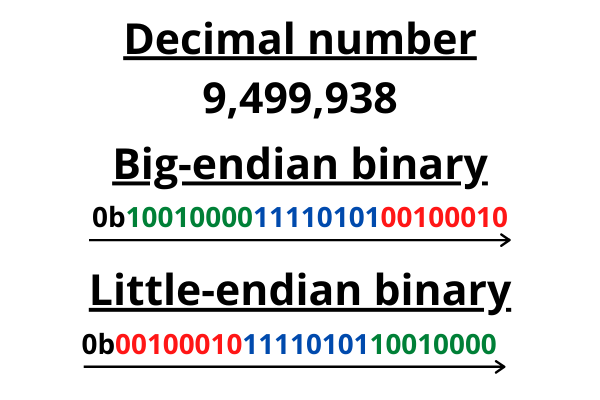 Decimal number
9,499,938
Big-endian binary
0b100100001111010100100010
Little-endian binary
0b001000101111010110010000